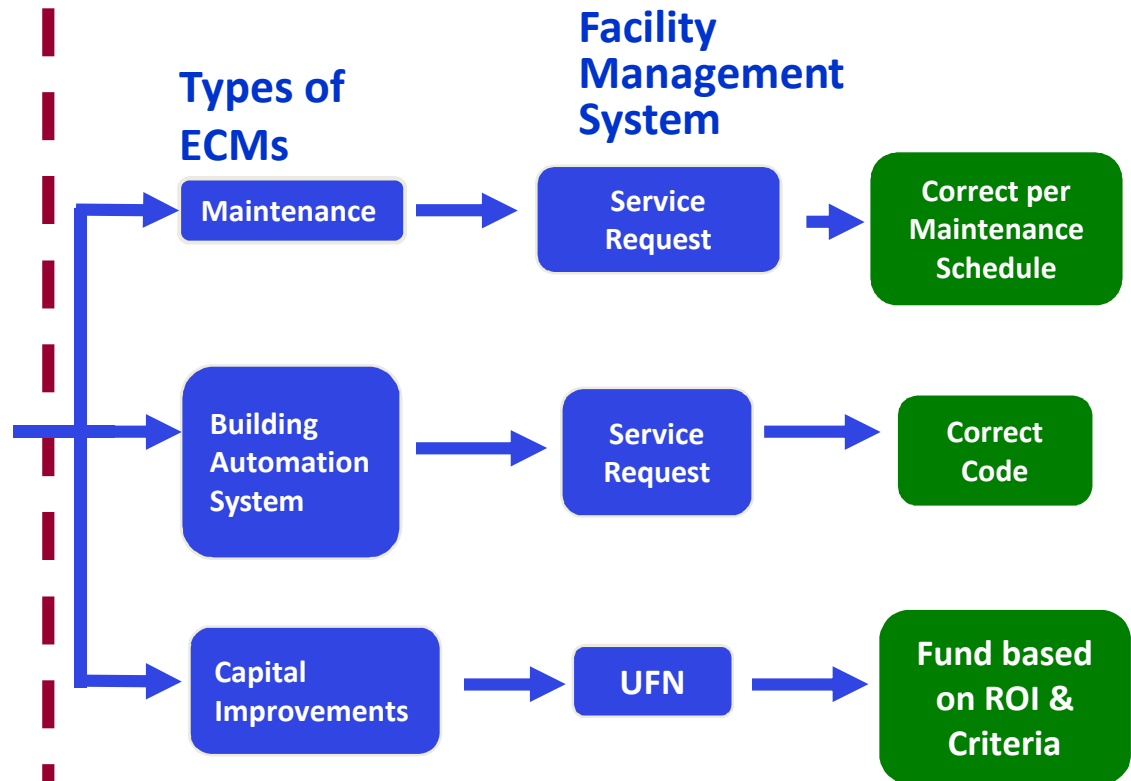 Types of
ECMs
Facility
Management
System
Maintenance
Service
Request
Correct per
Maintenance
Schedule
Building
Automation
System
Service
Request
Correct
Code
Capital
Improvements
UFN
Fund based
on ROI &
Criteria